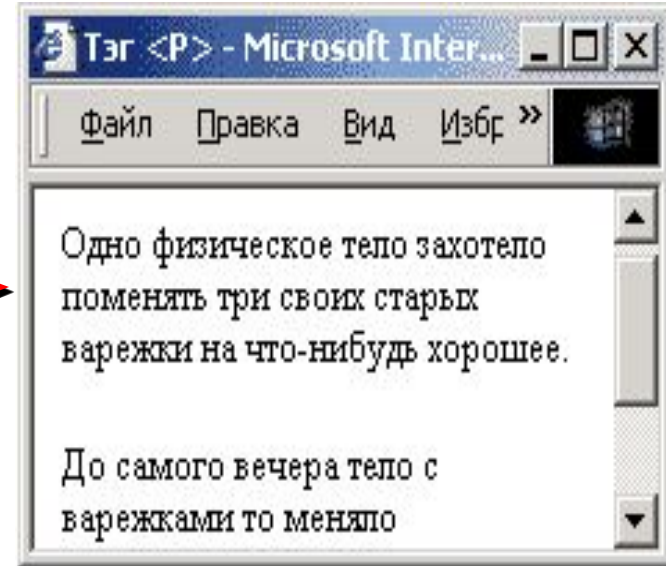 Тэг <P> - Microsoft Inter...
Файл Правка Вид Избр »
Одно физическое тело захотело
поменять три своих старых
варежки на что-нибудь хорошее.
До самого вечера тело с
варежками то меняло